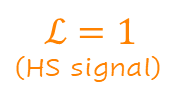 ℒ = 1
(HS signal)